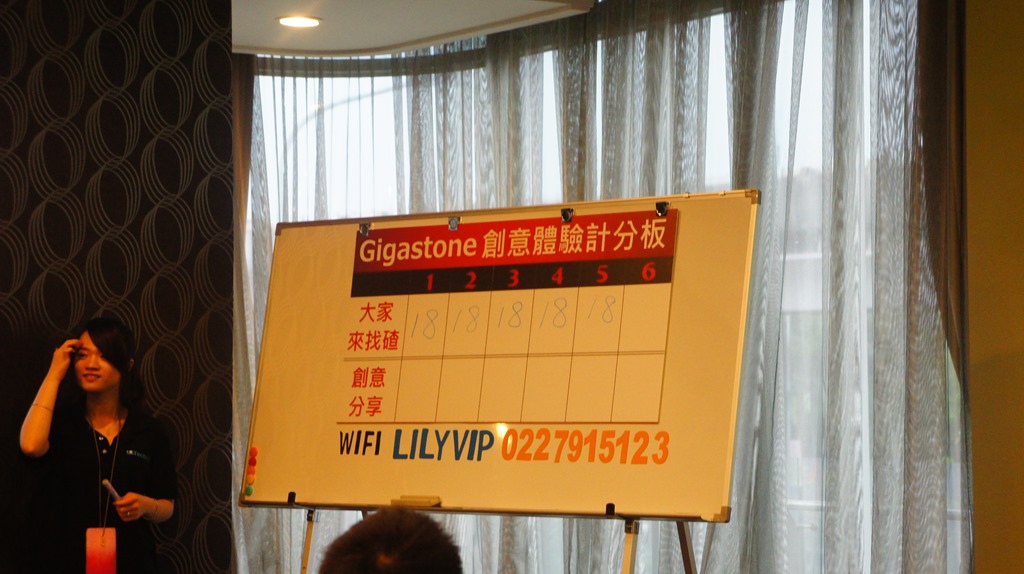 Gigastone 創意體驗計分板
1 2 3 4 5 6
大家
來找碴
18 18 18 18 18
創意
分享
WIFI LILYVIP 0227915123